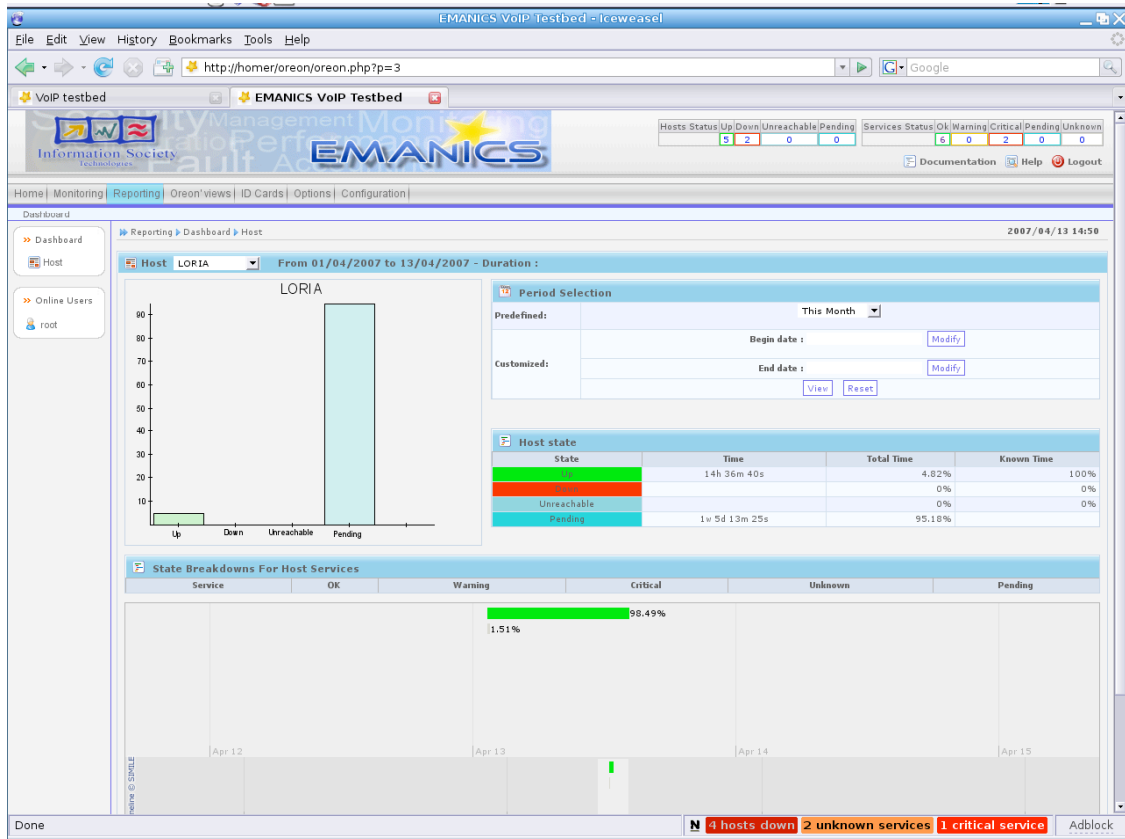 EMANICS VoIP Testbed - Iceweasel
File Edit View History Bookmarks Tools Help
http://homer/oreon/oreon.php?p=3
Google
VoIP testbed
EMANICS VoIP Testbed
Information Society
Technologies
Security Management Monitoring
EMANICS
Hosts Status Up Down Unreachable Pending
5 2 0 0
Services Status Ok Warning Critical Pending Unknown
6 0 2 0 0
Documentation Help Logout
Home Monitoring Reporting Oreon'views ID Cards Options Configuration
Dashboard
Dashboard
Host
Online Users
root
Reporting Dashboard Host
2007/04/13 14:50
Host LORIA From 01/04/2007 to 13/04/2007 - Duration :
LORIA
90
80
70
60
50
40
30
20
10
Up Down Unreachable Pending
Period Selection
Predefined: This Month
Customized:
Begin date : Modify
End date : Modify
View Reset
Host state
State Time Total Time Known Time
Up 14h 36m 40s 4.82% 100%
Down 0% 0%
Unreachable 0% 0%
Pending 1w 5d 13m 25s 95.18%
State Breakdowns For Host Services
Service OK Warning Critical Unknown Pending
98.49%
1.51%
Apr 12 Apr 13 Apr 14 Apr 15
© SIMILE
Done
N 4 hosts down 2 unknown services 1 critical service Adblock